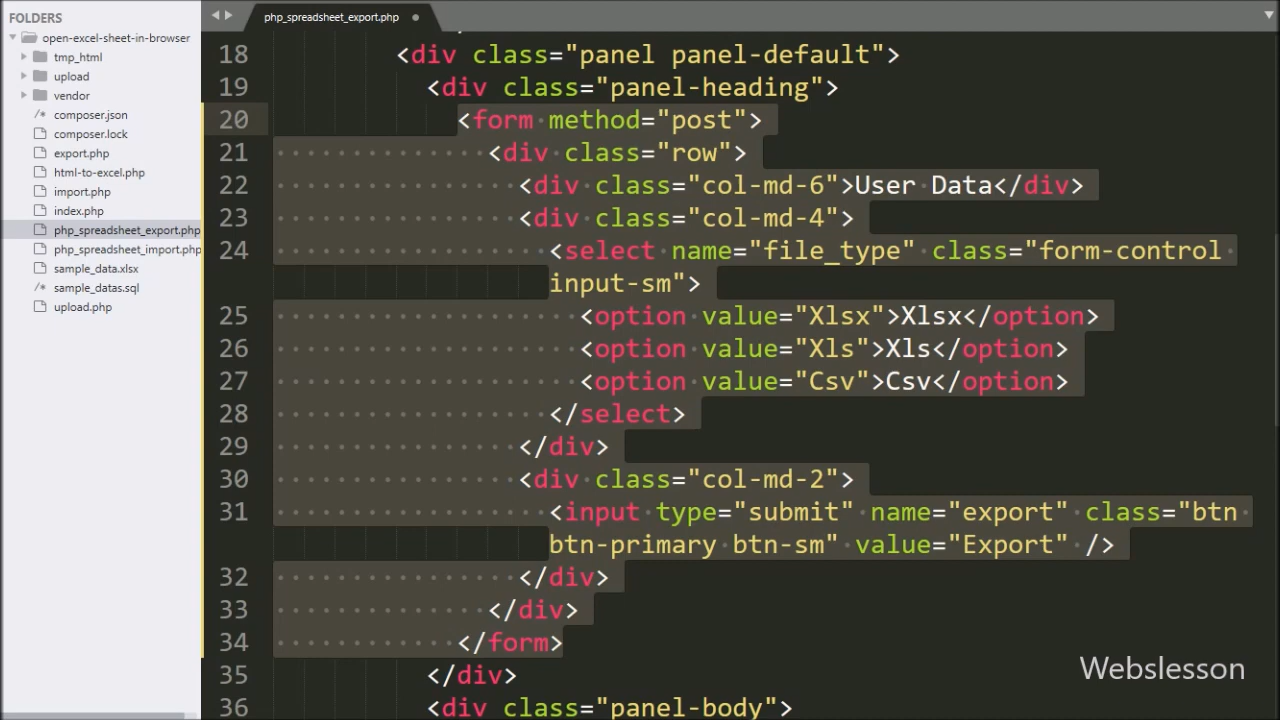 FOLDERS
open-excel-sheet-in-browser
tmp_html
upload
vendor
composer.json
composer.lock
export.php
html-to-excel.php
import.php
index.php
php_spreadsheet_export.php
php_spreadsheet_import.php
sample_data.xlsx
sample_datas.sql
upload.php
php_spreadsheet_export.php
18 <div class="panel panel-default">
19 <div class="panel-heading">
20 <form method="post">
21 <div class="row">
22 <div class="col-md-6">User Data</div>
23 <div class="col-md-4">
24 <select name="file_type" class="form-control
input-sm">
25 <option value="Xlsx">Xlsx</option>
26 <option value="Xls">Xls</option>
27 <option value="Csv">Csv</option>
28 </select>
29 </div>
30 <div class="col-md-2">
31 <input type="submit" name="export" class="btn
btn-primary btn-sm" value="Export" />
32 </div>
33 </div>
34 </form>
35 </div>
36 <div class="panel-body">
Webslesson